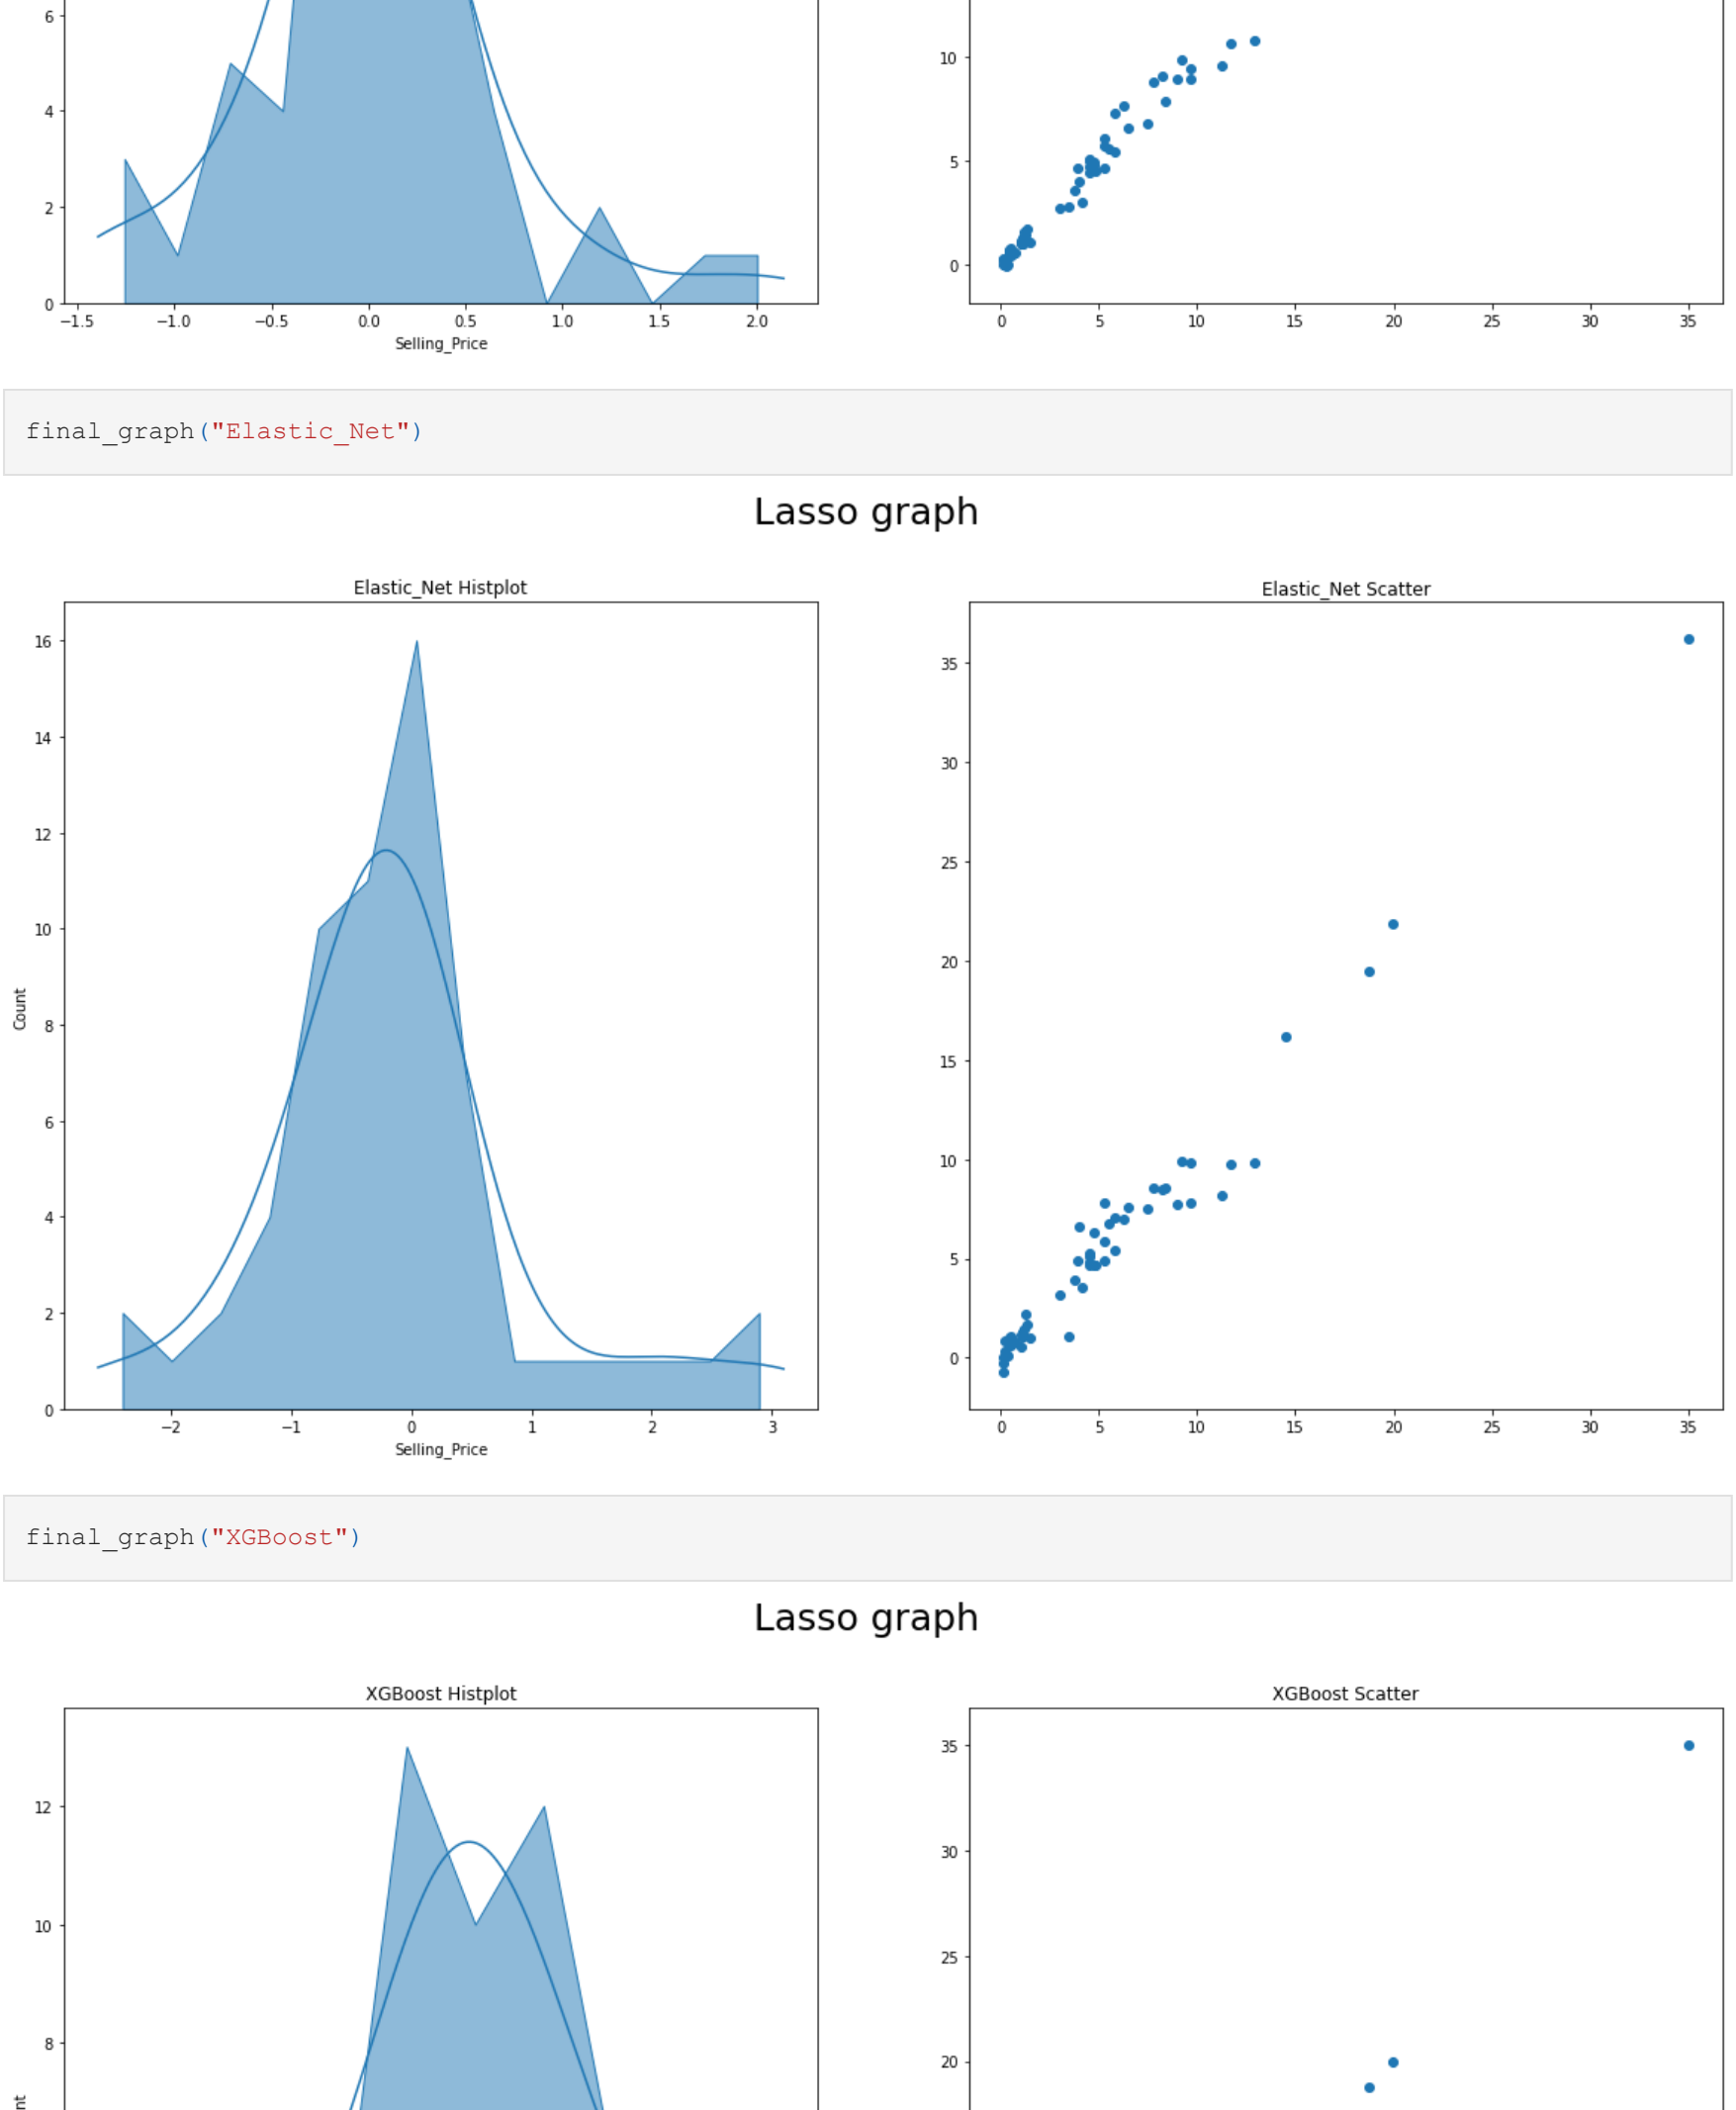 6
4
2
0
−1.5 −1.0 −0.5 0.0 0.5 1.0 1.5 2.0
Selling_Price
10
5
0
0 5 10 15 20 25 30 35
final_graph("Elastic_Net")
Lasso graph
Elastic_Net Histplot
16
14
12
10
8
6
4
2
0
Count
−2 −1 0 1 2 3
Selling_Price
Elastic_Net Scatter
35
30
25
20
15
10
5
0
0 5 10 15 20 25 30 35
final_graph("XGBoost")
Lasso graph
XGBoost Histplot
12
10
8
nt
XGBoost Scatter
35
30
25
20